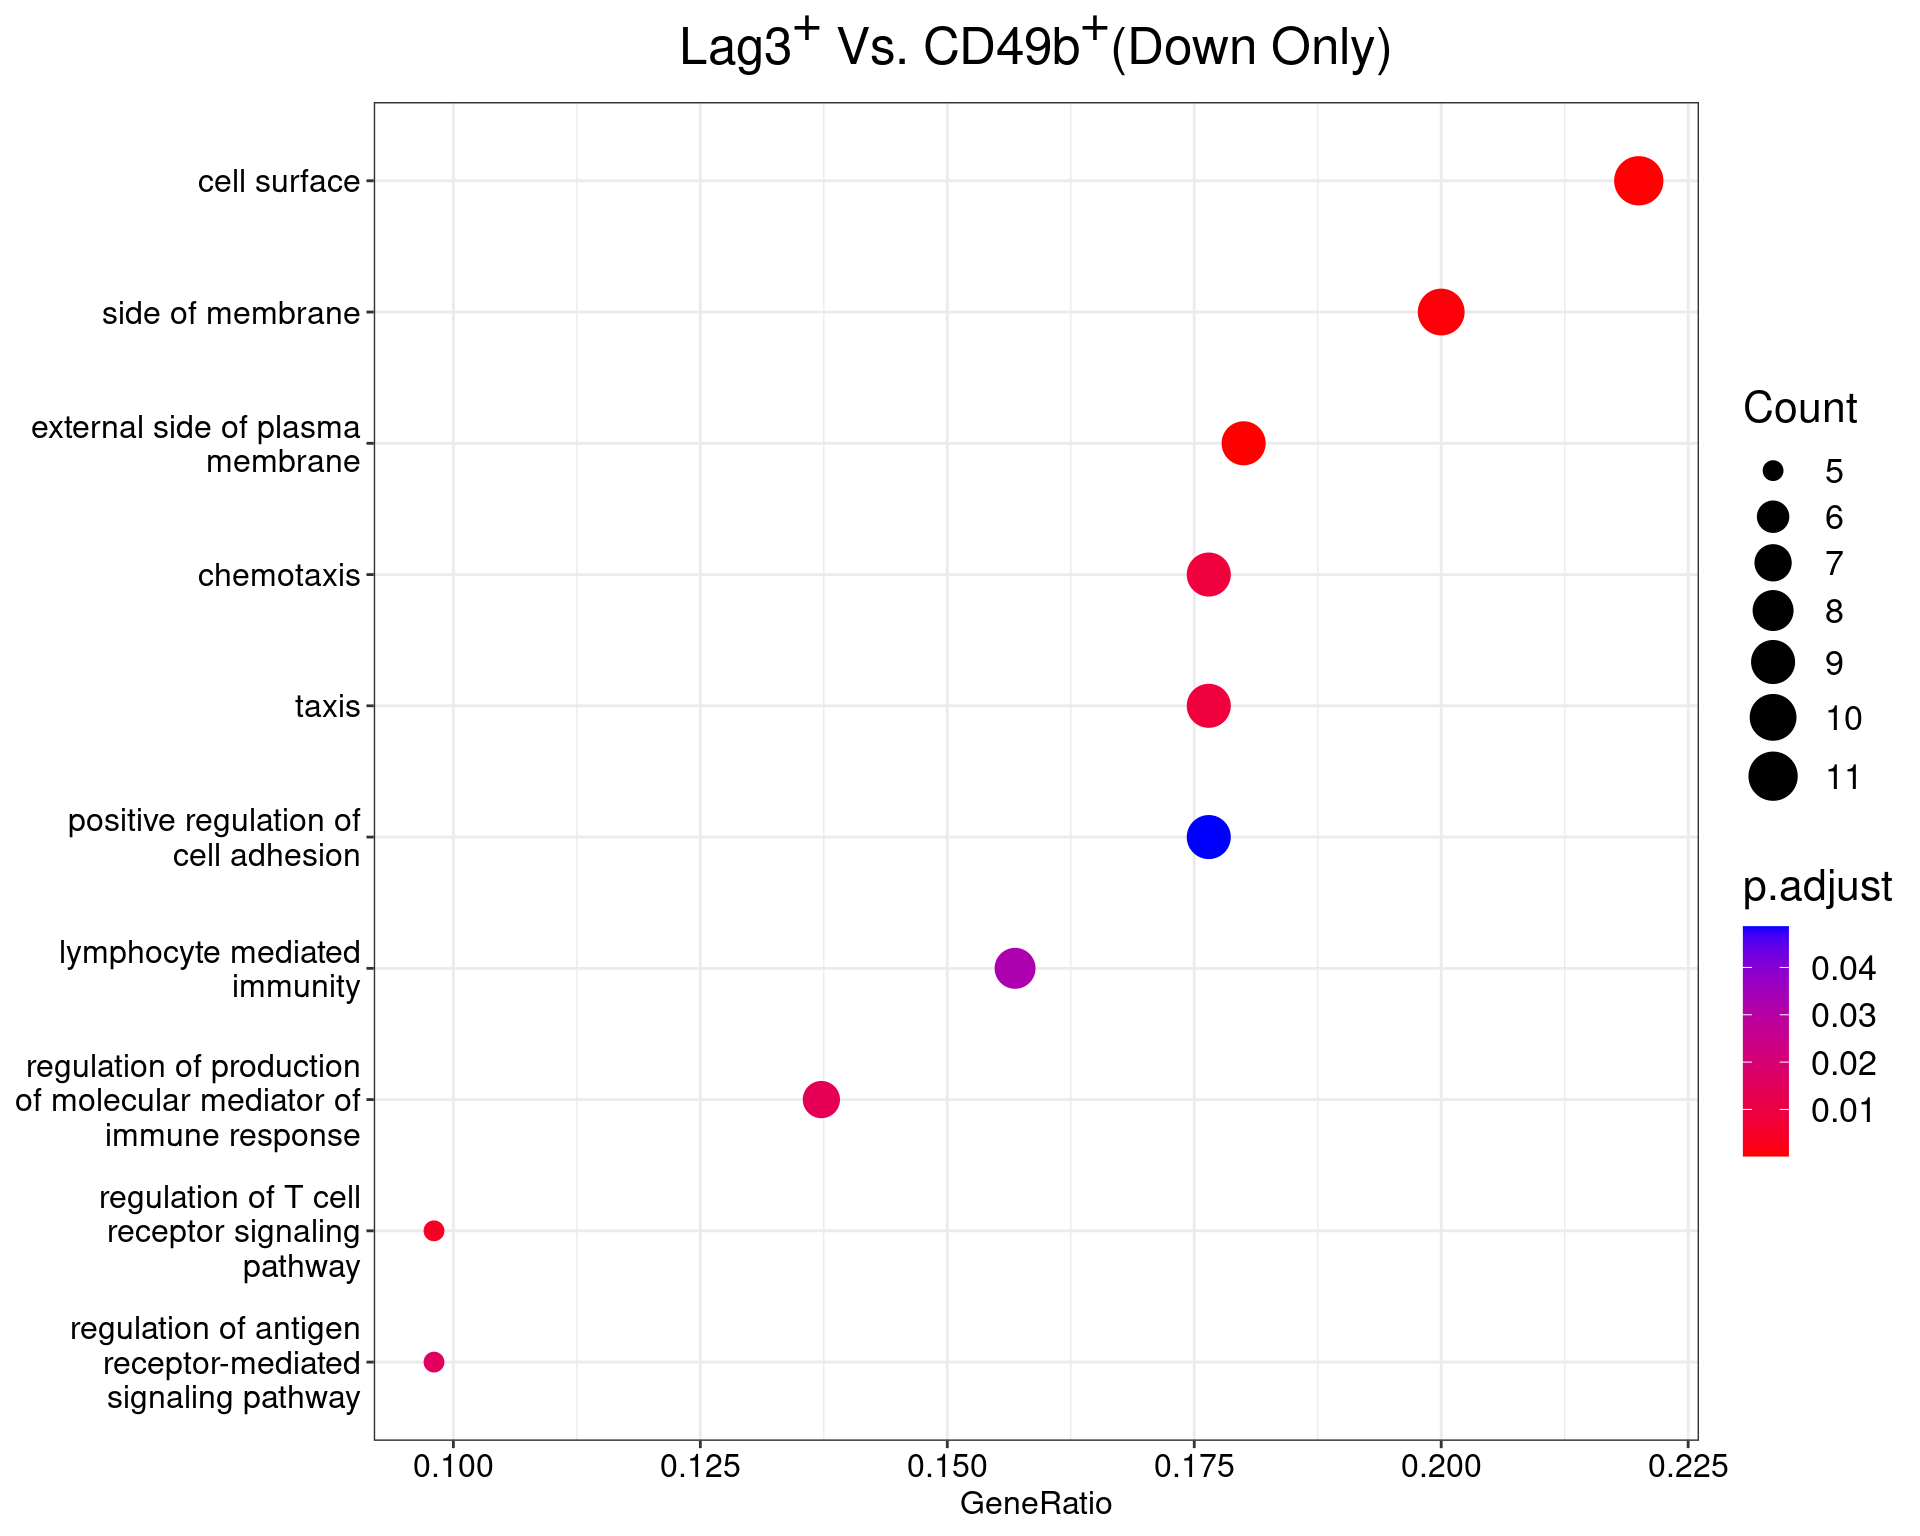 Lag3+ Vs. CD49b+(Down Only)
cell surface
side of membrane
external side of plasma
membrane
chemotaxis
taxis
positive regulation of
cell adhesion
lymphocyte mediated
immunity
regulation of production
of molecular mediator of
immune response
regulation of T cell
receptor signaling
pathway
regulation of antigen
receptor-mediated
signaling pathway
0.100 0.125 0.150 0.175 0.200 0.225
GeneRatio
Count
5
6
7
8
9
10
11
p.adjust
0.04
0.03
0.02
0.01